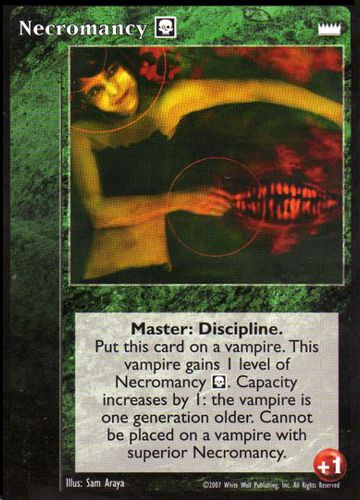 Necromancy
Master: Discipline.
Put this card on a vampire. This
vampire gains 1 level of
Necromancy. Capacity
increases by 1: the vampire is
one generation older. Cannot
be placed on a vampire with
superior Necromancy.
+1
Illus: Sam Araya
©2007 White Wolf Publishing, Inc. All Rights Reserved